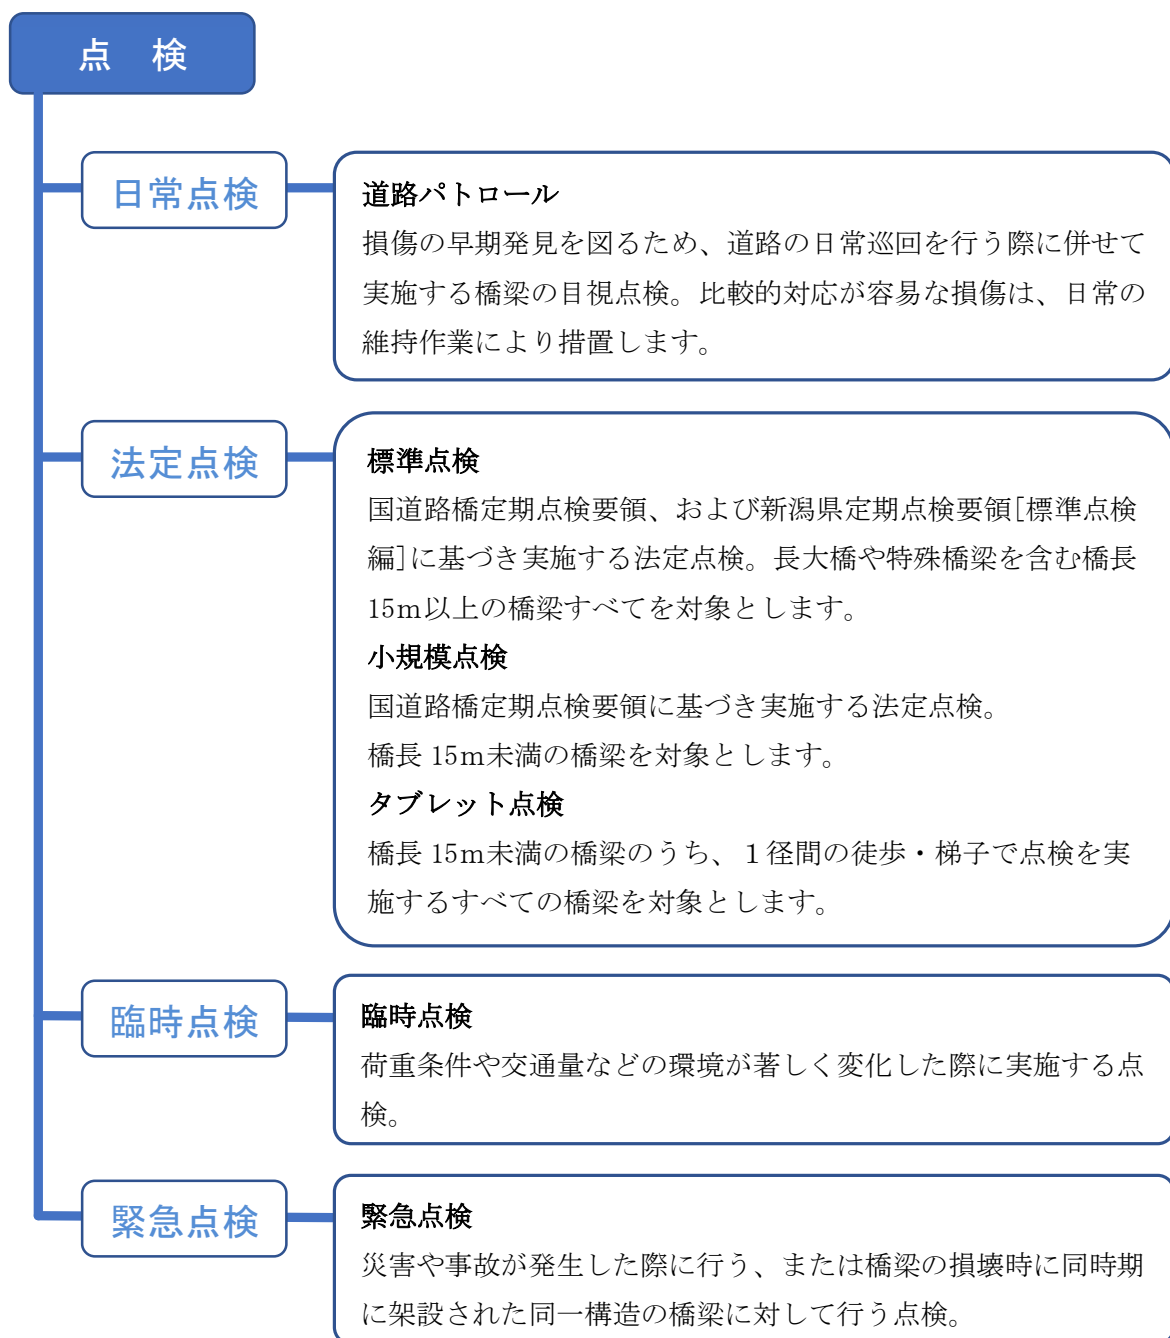 点　検
日常点検
道路パトロール
損傷の早期発見を図るため、道路の日常巡回を行う際に併せて
実施する橋梁の目視点検。比較的対応が容易な損傷は、日常の
維持作業により措置します。
法定点検
標準点検
国道路橋定期点検要領、および新潟県定期点検要領[標準点検
編]に基づき実施する法定点検。長大橋や特殊橋梁を含む橋長
15m以上の橋梁すべてを対象とします。
小規模点検
国道路橋定期点検要領に基づき実施する法定点検。
橋長 15m未満の橋梁を対象とします。
タブレット点検
橋長 15m未満の橋梁のうち、１径間の徒歩・梯子で点検を実
施するすべての橋梁を対象とします。
臨時点検
臨時点検
荷重条件や交通量などの環境が著しく変化した際に実施する点
検。
緊急点検
緊急点検
災害や事故が発生した際に行う、または橋梁の損壊時に同時期
に架設された同一構造の橋梁に対して行う点検。